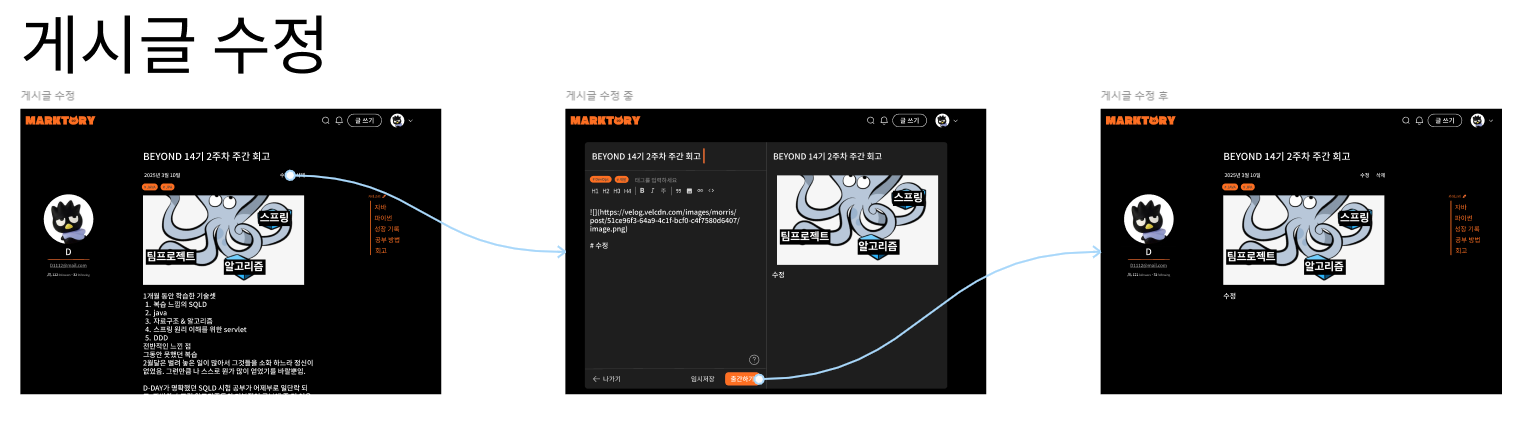 게시글 수정
게시글 수정
MARKTORY
글 쓰기
BEYOND 14기 2주차 주간 회고
2025년 3월 10일
삭제
D
D1112@mail.com
자바
파이썬
성장 기록
공부 방법
회고
스프링
팀프로젝트
알고리즘
1개월 동안 학습한 기술셋
1. 복습 느낌의 SQLD
2. java
3. 자료구조 & 알고리즘
4. 스프링 원리 이해를 위한 servlet
5. DDD
전반적인 느낀 점
그동안 못했던 복습
2월달은 벌려 놓은 일이 많아서 그것들을 소화 하느라 정신이
없었음. 그런만큼 나 스스로 뭔가 많이 얻었기를 바랄뿐임.
D-DAY가 명확했던 SQLD 시험 공부가 어제부로 일단락 되
게시글 수정 중
MARKTORY
글 쓰기
BEYOND 14기 2주차 주간 회고
태그를 입력하세요
H1 H2 H3 H4 B I
![](https://velog.velcdn.com/images/morris/
post/51ce96f3-64a9-4c1f-bcf0-c4f7580d6407/
image.png)
# 수정
?
나가기
임시저장
출간하기
BEYOND 14기 2주차 주간 회고
스프링
팀프로젝트
알고리즘
수정
게시글 수정 후
MARKTORY
글 쓰기
BEYOND 14기 2주차 주간 회고
2025년 3월 10일
수정 삭제
D
D1112@mail.com
자바
파이썬
성장 기록
공부 방법
회고
스프링
팀프로젝트
알고리즘
수정